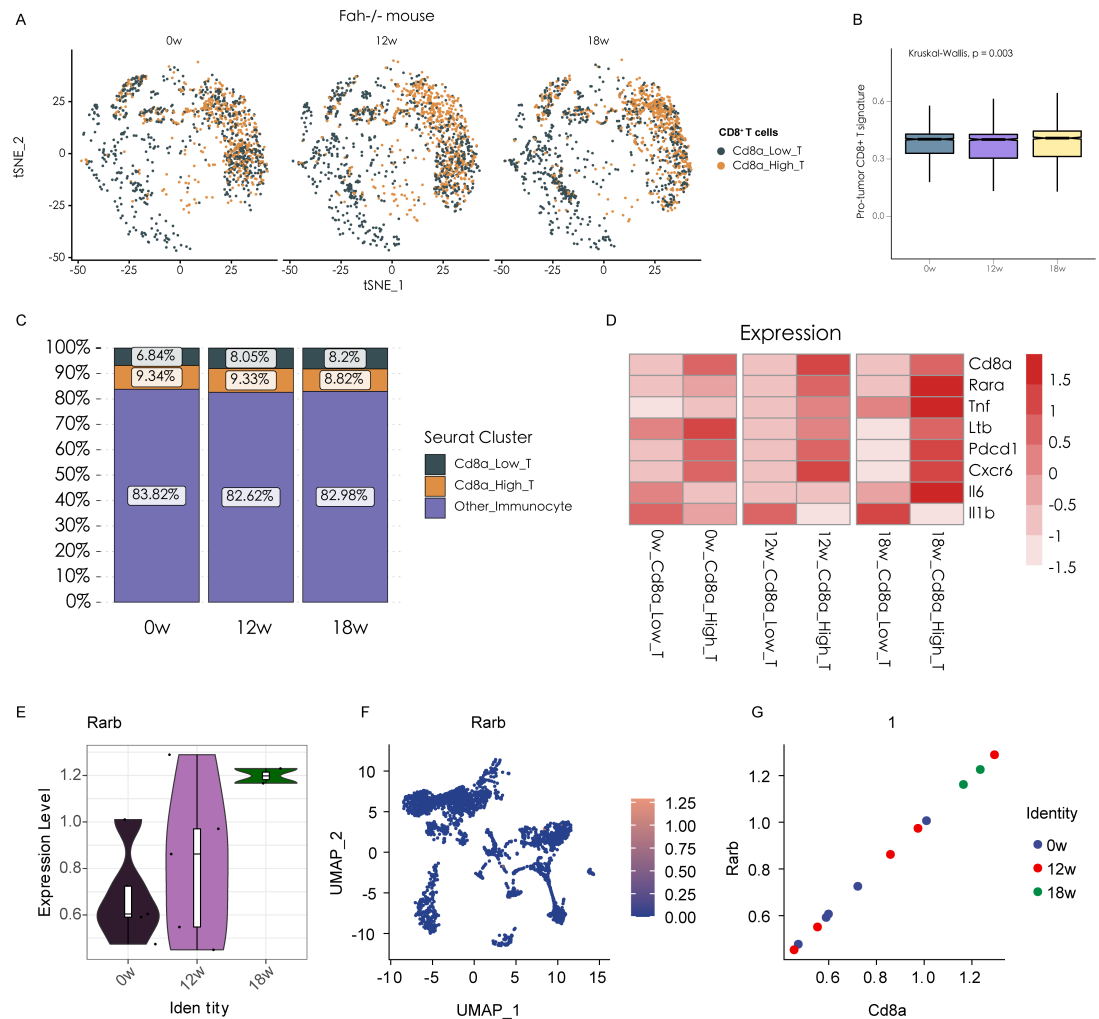 A
Fah-/- mouse
0w
12w
18w
tSNE_2
25
0
-25
-50
-50
-25
0
25
-50
-25
0
25
-50
-25
0
25
tSNE_1
CD8⁺ T cells
Cd8a_Low_T
Cd8a_High_T
B
Kruskal-Wallis, p = 0.003
Pro-tumor CD8+ T signature
0.6
0.3
0.0
0w
12w
18w
C
100%
90%
80%
70%
60%
50%
40%
30%
20%
10%
0%
6.84%
8.05%
8.2%
9.34%
9.33%
8.82%
83.82%
82.62%
82.98%
0w
12w
18w
Seurat Cluster
Cd8a_Low_T
Cd8a_High_T
Other_Immunocyte
D
Expression
Cd8a
Rara
Tnf
Ltb
Pdcd1
Cxcr6
Il6
Il1b
0w_Cd8a_Low_T
0w_Cd8a_High_T
12w_Cd8a_Low_T
12w_Cd8a_High_T
18w_Cd8a_Low_T
18w_Cd8a_High_T
1.5
1
0.5
0
-0.5
-1
-1.5
E
Rarb
Expression Level
1.2
1.0
0.8
0.6
0w
12w
18w
Iden tity
F
Rarb
UMAP_2
10
5
0
-5
-10
-10
-5
0
5
10
15
UMAP_1
1.25
1.00
0.75
0.50
0.25
0.00
G
1
Rarb
1.2
1.0
0.8
0.6
0.6
0.8
1.0
1.2
Cd8a
Identity
0w
12w
18w